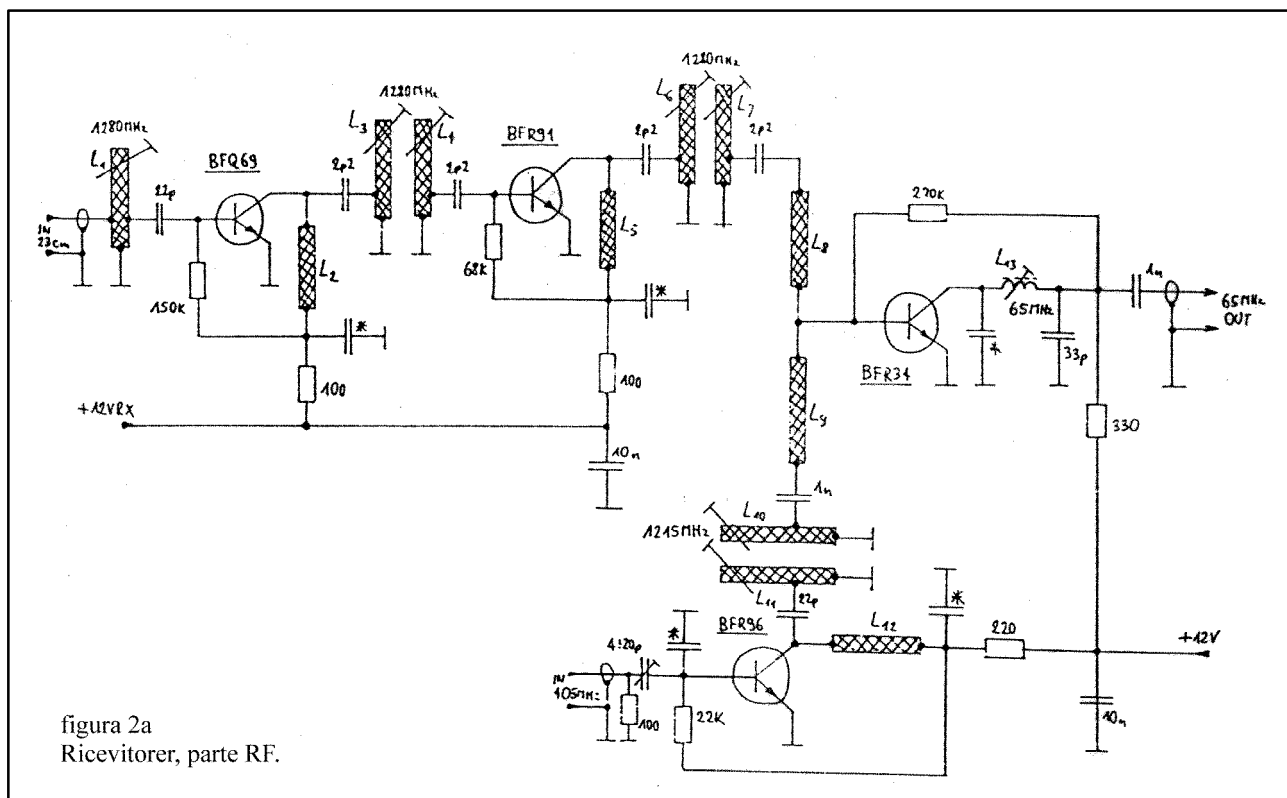 1280MHz
L6
L7
1280MHz
L3
1280MHz
L4
BFR91
2p2
2p2
L1
BFQ69
2p2
2p2
22p
IN
23cm
L2
L5
L8
270K
150K
68K
*
*
L13
1n
65MHz
65MHz
OUT
BFR34
*
33p
100
100
+12VRX
L9
330
10n
1n
L10
1215MHz
L11
22p
*
BFR96
L12
*
220
+12V
IN
405MHz
100
22K
10n
figura 2a
Ricevitorer, parte RF.